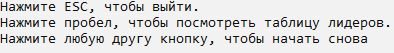 Нажмите ESC, чтобы выйти.
Нажмите пробел, чтобы посмотреть таблицу лидеров.
Нажмите любую другу кнопку, чтобы начать снова